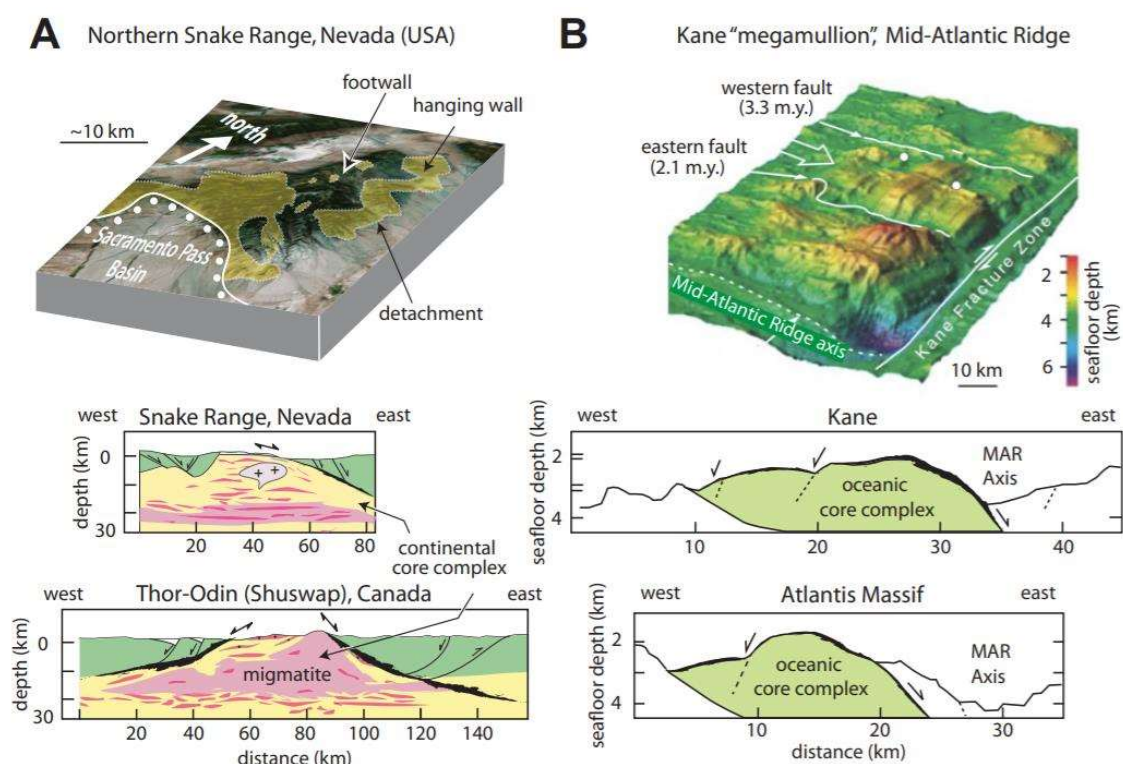 A
Northern Snake Range, Nevada (USA)
footwall
hanging wall
~10 km
north
Sacramento Pass
Basin
detachment
B
Kane "megamullion", Mid-Atlantic Ridge
western fault
(3.3 m.y.)
eastern fault
(2.1 m.y.)
Mid-Atlantic Ridge axis
Kane Fracture Zone
10 km
2
4
6
seafloor depth
(km)
west
Snake Range, Nevada
east
depth (km)
0
30
20
40
60
80
continental
core complex
west
Thor-Odin (Shuswap), Canada
east
depth (km)
0
30
migmatite
0
20
40
60
80
100
120
140
distance (km)
west
Kane
east
seafloor depth (km)
2
4
oceanic
core complex
MAR
Axis
10
20
30
40
west
Atlantis Massif
east
seafloor depth (km)
2
4
oceanic
core complex
MAR
Axis
10
20
30
distance (km)